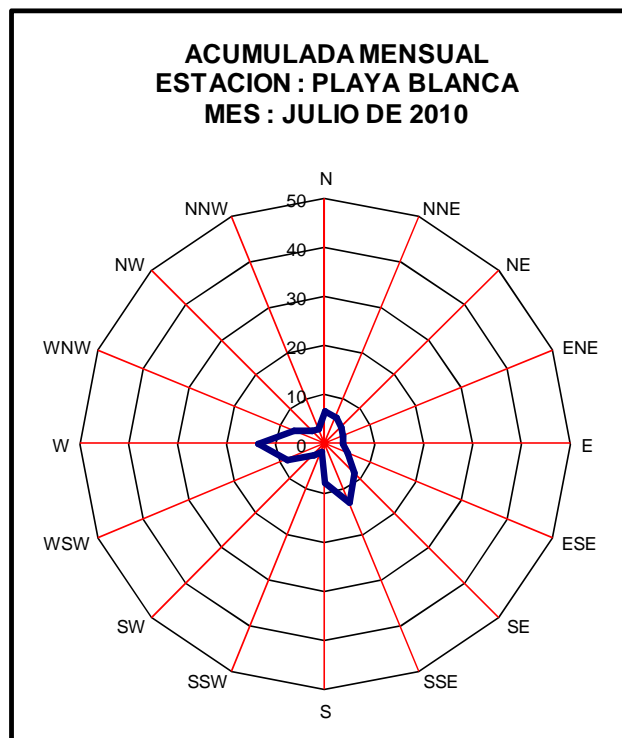 ACUMULADA MENSUAL
ESTACION : PLAYA BLANCA
MES : JULIO DE 2010
N
NNE
NE
ENE
E
ESE
SE
SSE
S
SSW
SW
WSW
W
WNW
NW
NNW
50
40
30
20
10
0